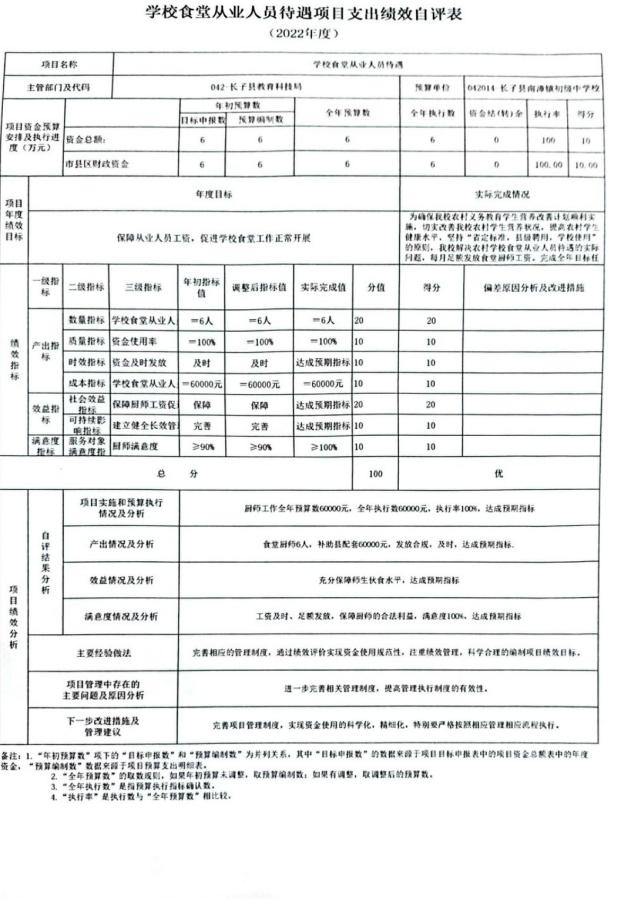 学校食堂从业人员待遇项目支出绩效自评表
（2022年度）
项目名称 学校食堂从业人员待遇
主管部门及代码 042-长子县教育科技局 预算单位 042014-长子县南漳镇初级中学校
项目资金预算安排及执行进度（万元） 年初预算数 全年预算数 全年执行数 资金结(转)余 执行率 得分
目标申报数 预算编制数
资金总额: 6 6 6 6 0 100 10
市县区财政资金 6 6 6 6 0 100.00 10.00
项目年度绩效目标 年度目标 实际完成情况
保障从业人员工资，促进学校食堂工作正常开展
为确保我校农村义务教育学生营养改善计划顺利实
施，切实改善我校农村学生营养状况，提高农村学生
健康水平，坚持“省定标准，县级聘用，学校使用”
的原则，我校解决农村学校食堂从业人员待遇的实际
问题，每月足额发放食堂厨师工资。完成全年目标任
绩效指标 一级指标 二级指标 三级指标 年初指标值 调整后指标值 实际完成值 分值 得分 偏差原因分析及改进措施
产出指标 数量指标 学校食堂从业人 ＝6人 ＝6人 ＝6人 20 20
质量指标 资金使用率 ＝100% ＝100% ＝100% 10 10
时效指标 资金及时发放 及时 及时 达成预期指标 10 10
成本指标 学校食堂从业人 ＝60000元 ＝60000元 ＝60000元 10 10
效益指标 社会效益指标 保障厨师工资促 保障 保障 达成预期指标 20 20
可持续影响指标 建立健全长效管 完善 完善 达成预期指标 10 10
满意度指标 服务对象满意度指 厨师满意度 ≥90% ≥90% ≥100% 10 10
总 分 100 优
项目绩效分析 自评结果分析 项目实施和预算执行情况及分析 厨师工作全年预算数60000元，全年执行数60000元，执行率100%，达成预期指标
产出情况及分析 食堂厨师6人，补助县配套60000元，发放合规，及时，达成预期指标.
效益情况及分析 充分保障师生伙食水平，达成预期指标
满意度情况及分析 工资及时、足额发放，保障厨师的合法利益，满意度100%，达成预期指标
主要经验做法 完善相应的管理制度，通过绩效评价实现资金使用规范性，注重绩效管理，科学合理的编制项目绩效目标。
项目管理中存在的主要问题及原因分析 进一步完善相关管理制度，提高管理执行制度的有效性。
下一步改进措施及管理建议 完善项目管理制度，实现资金使用的科学化，精细化，特别要严格按照相应管理相应流程执行。
备注：1.“年初预算数”项下的“目标申报数”和“预算编制数”为并列关系，其中“目标申报数”的数据来源于项目目标申报表中的项目资金总额表中的年度
资金，“预算编制数”数据来源于项目预算支出明细表。
2.“全年预算数”的取数规则，如果年初预算未调整，取预算编制数；如果有调整，取调整后的预算数。
3.“全年执行数”是指预算执行指标确认数。
4.“执行率”是执行数与“全年预算数”相比较。